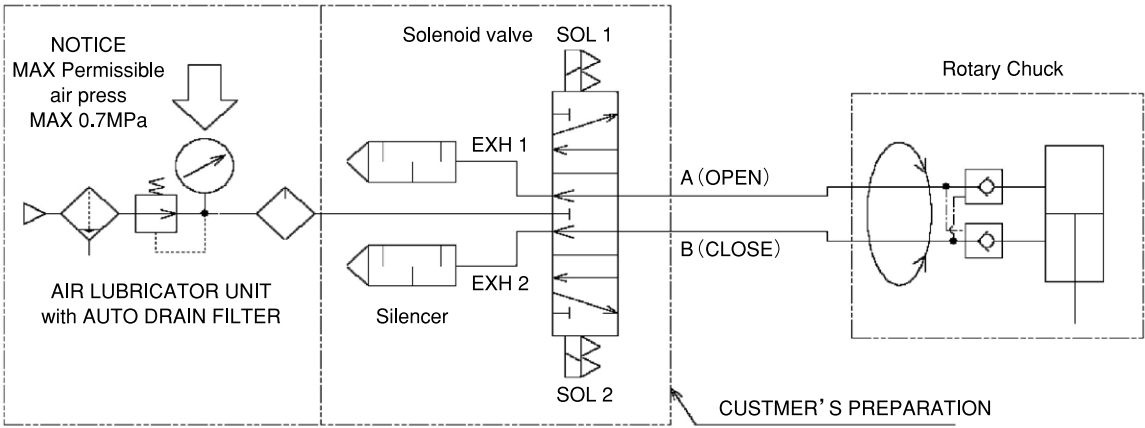 NOTICE
MAX Permissible
air press
MAX 0.7MPa
AIR LUBRICATOR UNIT
with AUTO DRAIN FILTER
Solenoid valve
SOL 1
EXH 1
EXH 2
Silencer
SOL 2
A（OPEN）
B（CLOSE）
Rotary Chuck
CUSTMER’S PREPARATION